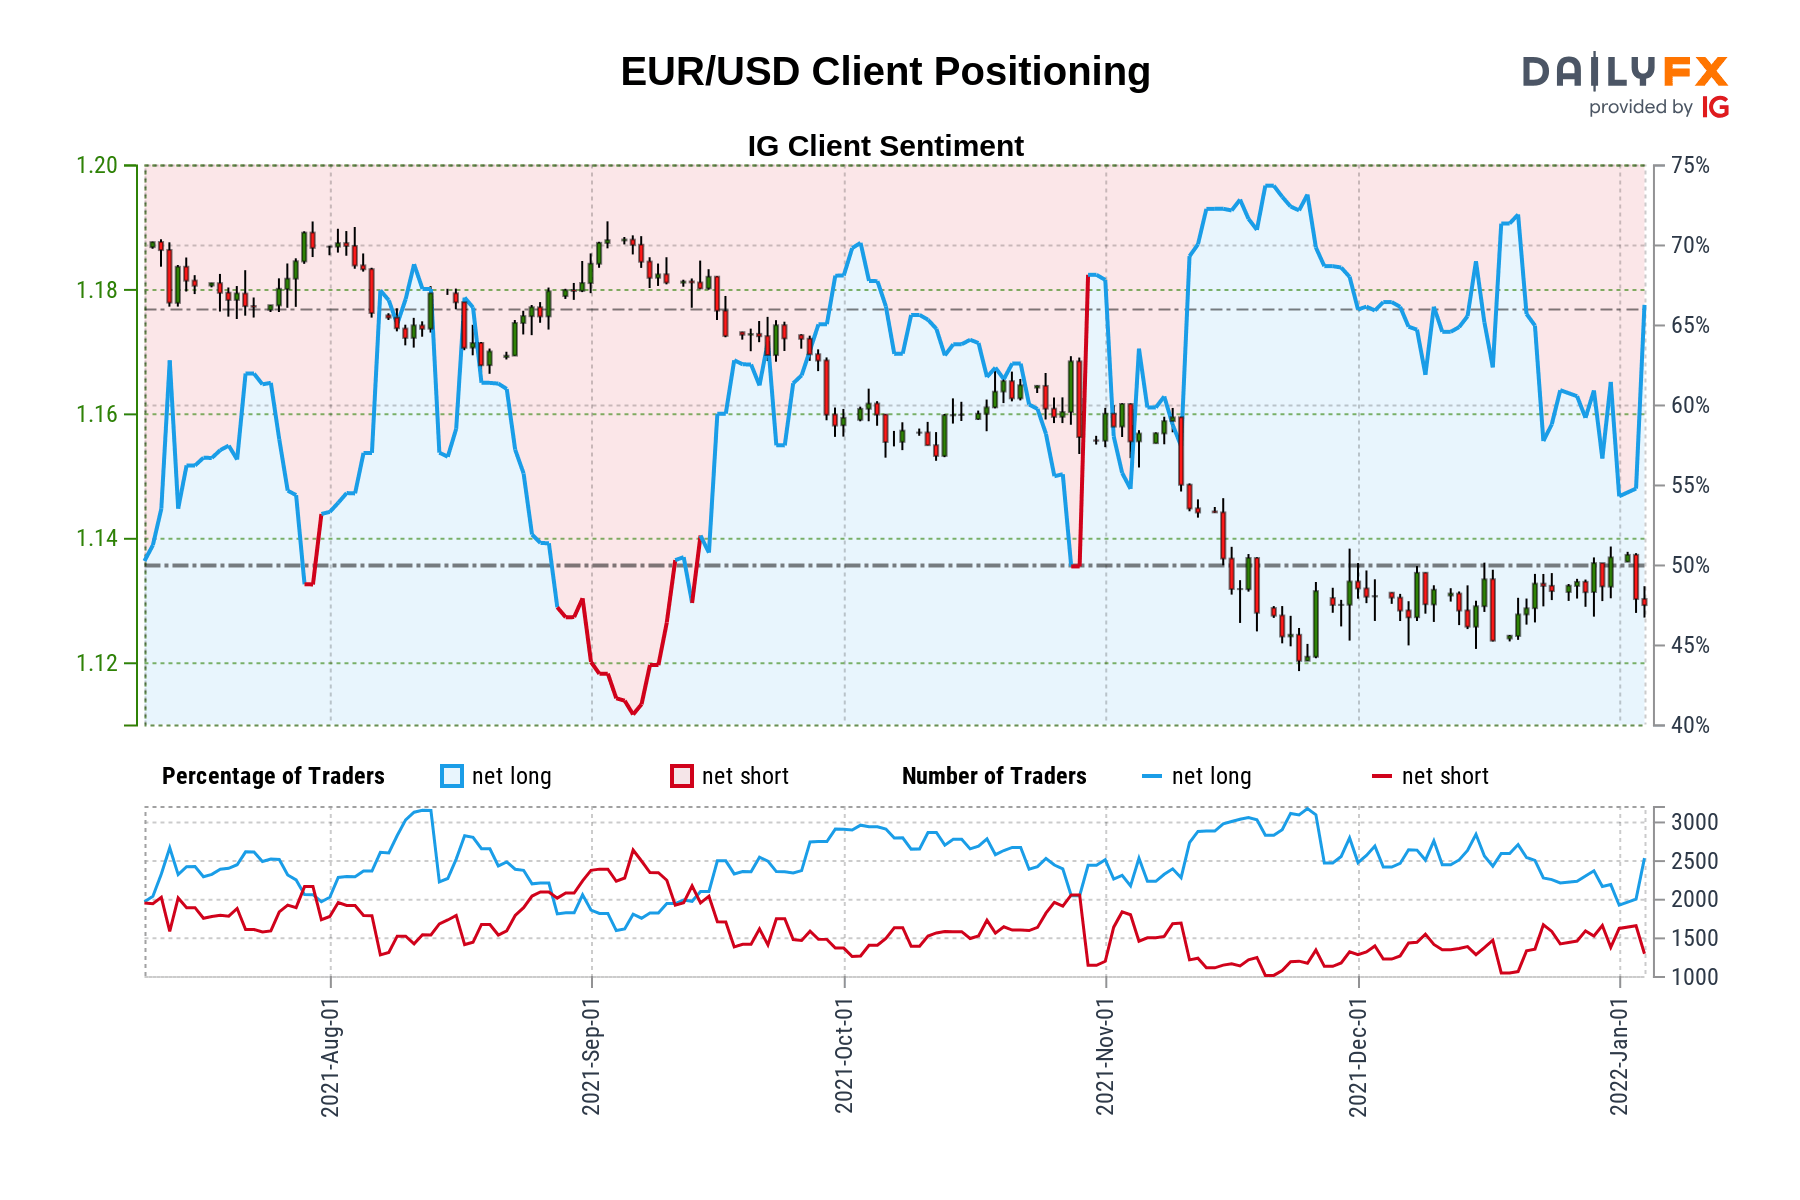 EUR/USD Client Positioning
DAILYFX
provided by IG
IG Client Sentiment
1.20
1.18
1.16
1.14
1.12
75%
70%
65%
60%
55%
50%
45%
40%
Percentage of Traders net long net short Number of Traders net long net short
3000
2500
2000
1500
1000
2021-Aug-01
2021-Sep-01
2021-Oct-01
2021-Nov-01
2021-Dec-01
2022-Jan-01